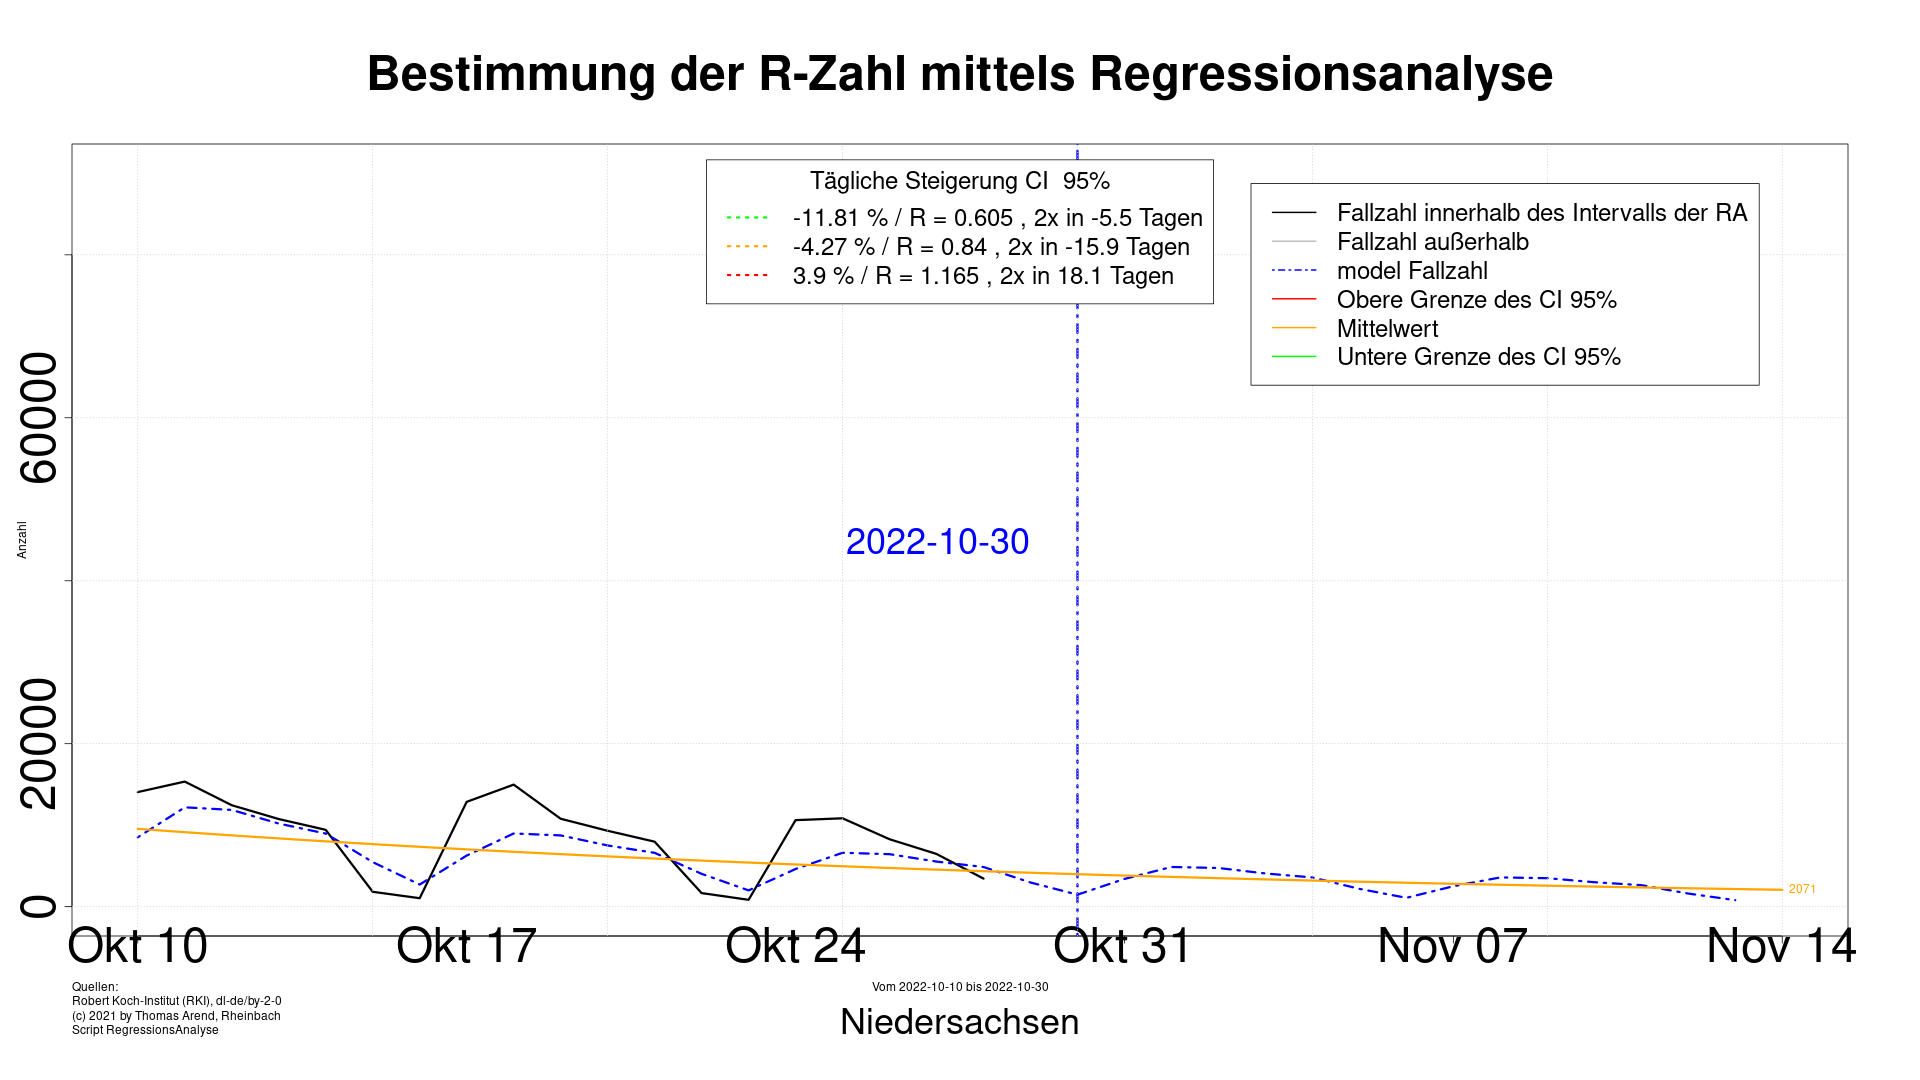 Bestimmung der R-Zahl mittels Regressionsanalyse
Tägliche Steigerung CI  95%
-11.81 % / R = 0.605 , 2x in -5.5 Tagen
-4.27 % / R = 0.84 , 2x in -15.9 Tagen
3.9 % / R = 1.165 , 2x in 18.1 Tagen
Fallzahl innerhalb des Intervalls der RA
Fallzahl außerhalb
model Fallzahl
Obere Grenze des CI 95%
Mittelwert
Untere Grenze des CI 95%
60000
20000
0
Anzahl
2022-10-30
2071
Okt 10
Okt 17
Okt 24
Okt 31
Nov 07
Nov 14
Quellen:
Robert Koch-Institut (RKI), dl-de/by-2-0
(c) 2021 by Thomas Arend, Rheinbach
Script RegressionsAnalyse
Vom 2022-10-10 bis 2022-10-30
Niedersachsen